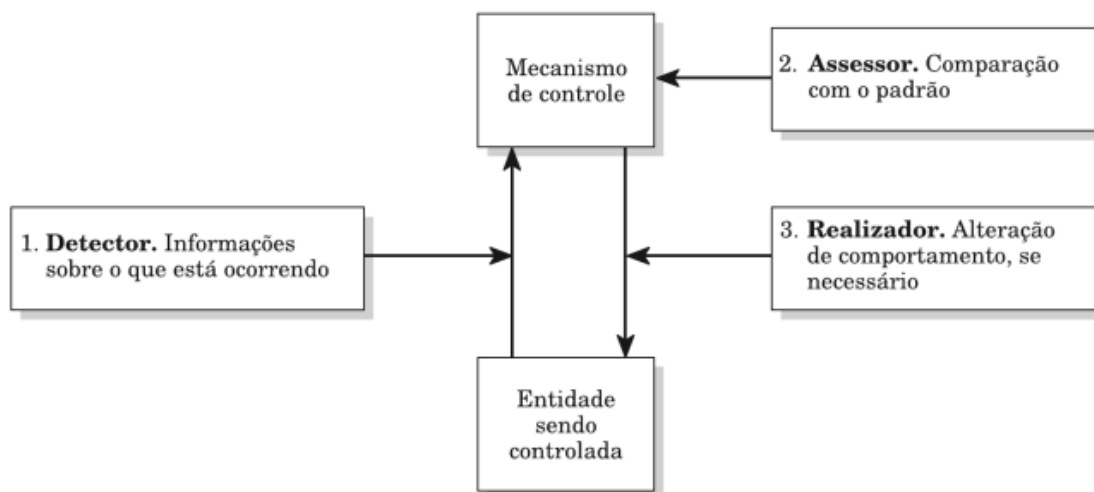 Mecanismo
de controle
2. Assessor. Comparação
com o padrão
1. Detector. Informações
sobre o que está ocorrendo
3. Realizador. Alteração
de comportamento, se
necessário
Entidade
sendo
controlada